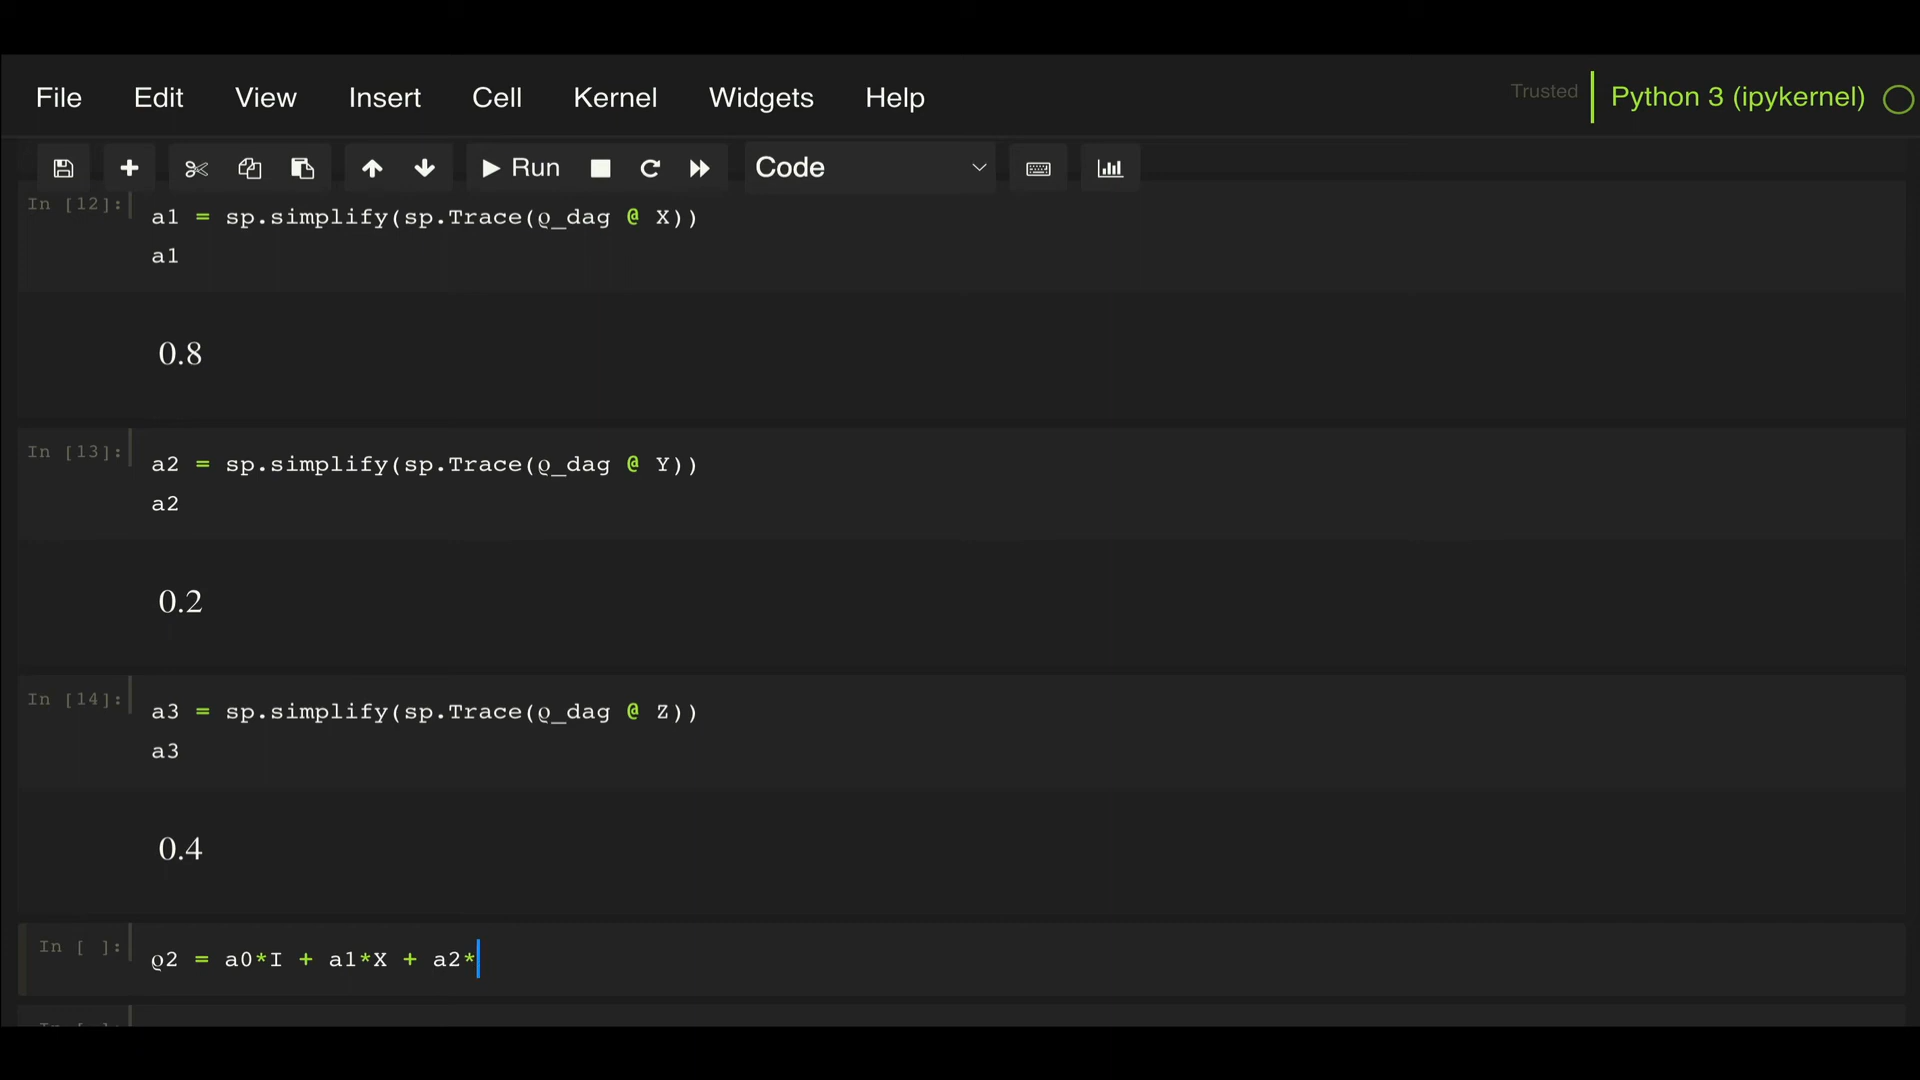 File Edit View Insert Cell Kernel Widgets Help Trusted Python 3 (ipykernel)
Run Code
In [12]: a1 = sp.simplify(sp.Trace(ϱ_dag @ X))
a1
0.8
In [13]: a2 = sp.simplify(sp.Trace(ϱ_dag @ Y))
a2
0.2
In [14]: a3 = sp.simplify(sp.Trace(ϱ_dag @ Z))
a3
0.4
In [ ]: ϱ2 = a0*I + a1*X + a2*
In [ ]: